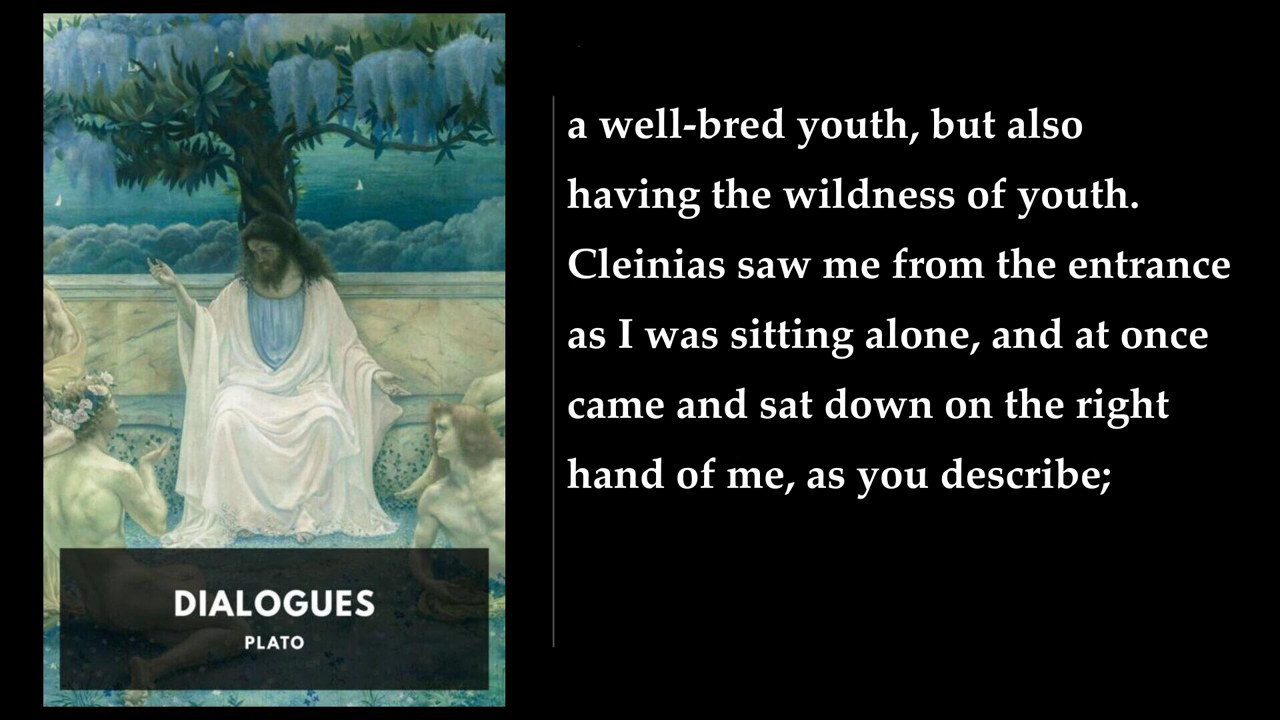 DIALOGUES
PLATO
a well-bred youth, but also
having the wildness of youth.
Cleinias saw me from the entrance
as I was sitting alone, and at once
came and sat down on the right
hand of me, as you describe;